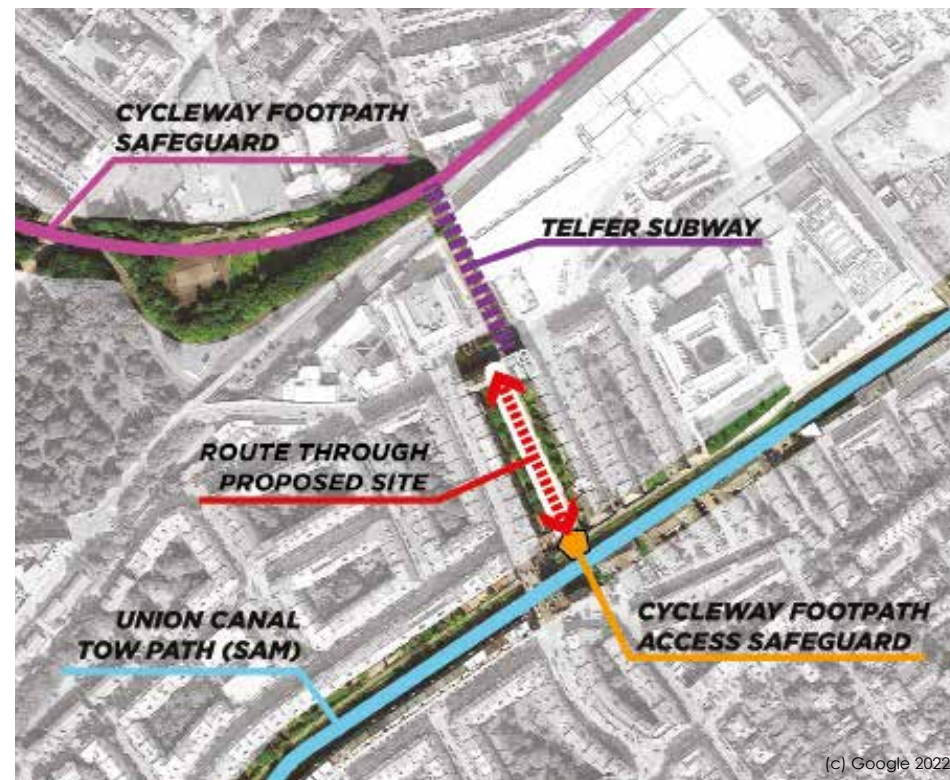 CYCLEWAY FOOTPATH
SAFEGUARD
TELFER SUBWAY
ROUTE THROUGH
PROPOSED SITE
UNION CANAL
TOW PATH (SAM)
CYCLEWAY FOOTPATH
ACCESS SAFEGUARD
(c) Google 2022